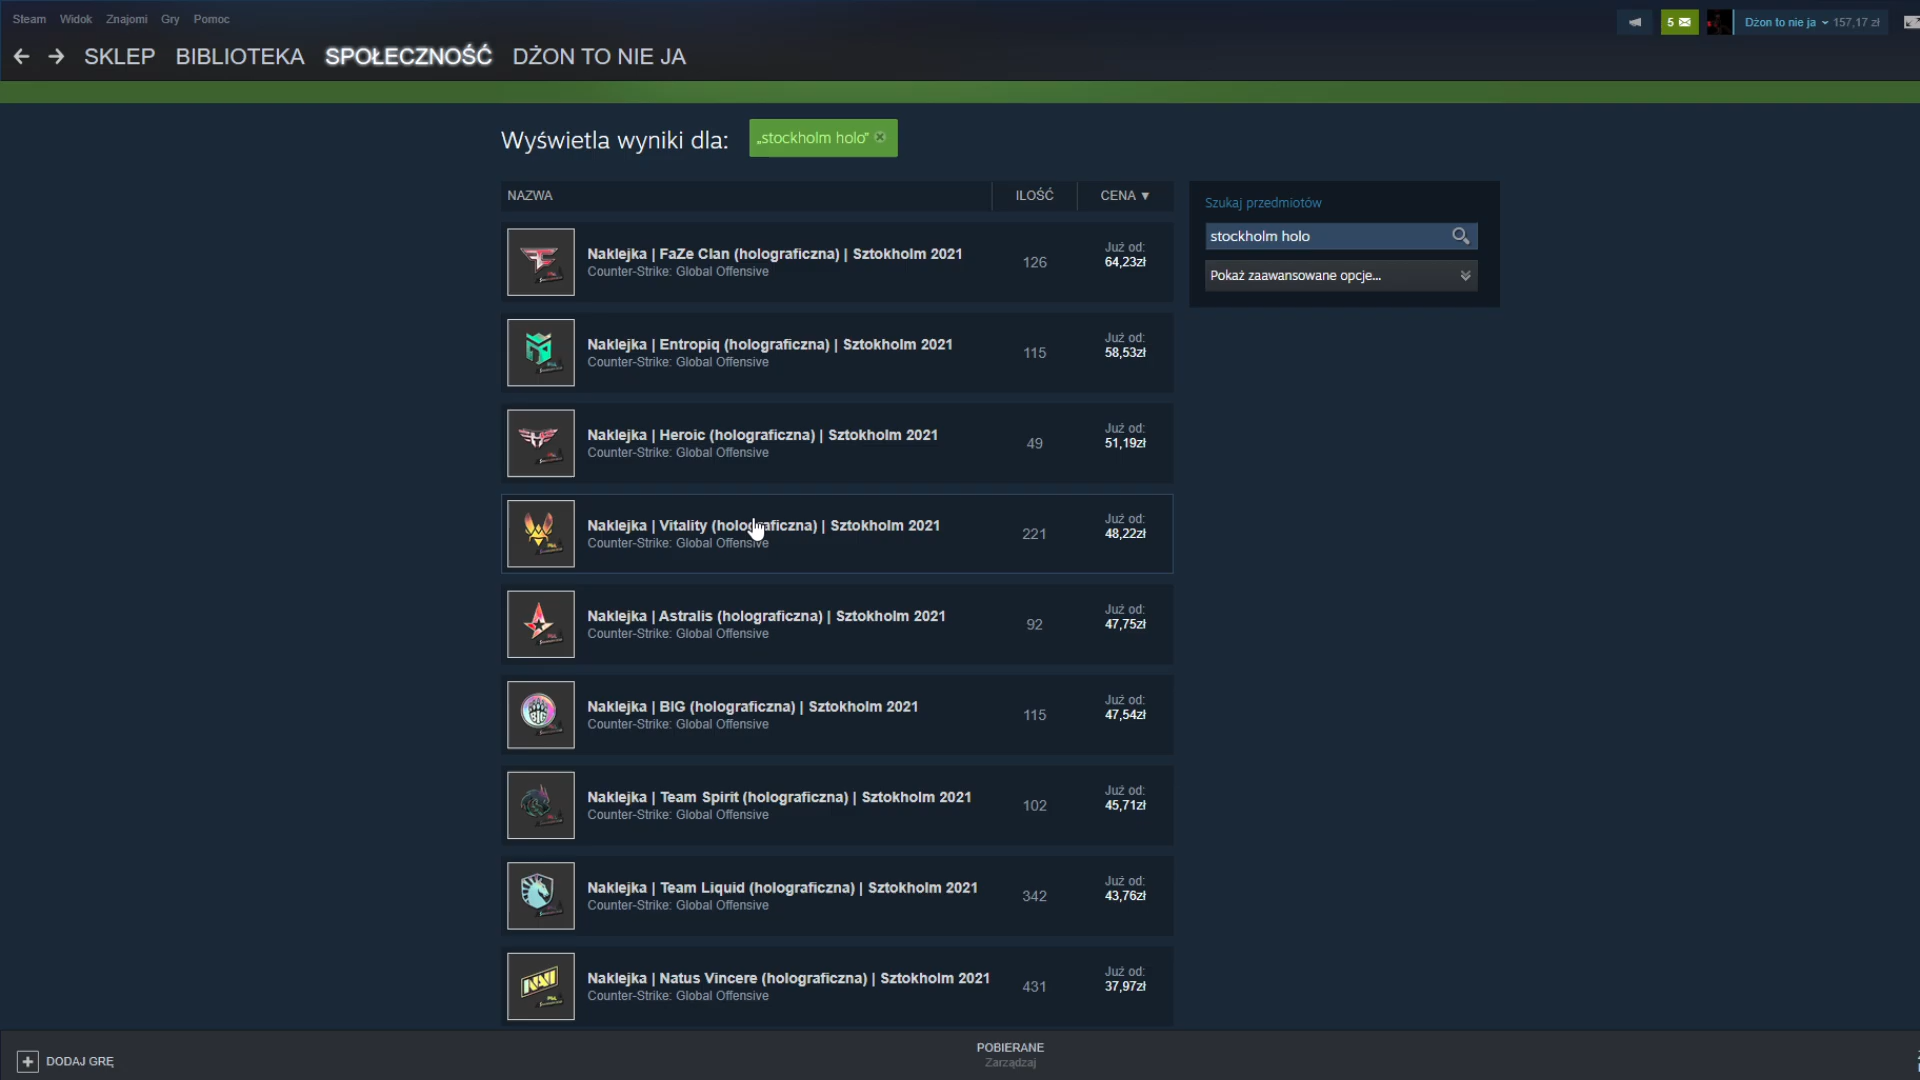 Steam Widok Znajomi Gry Pomoc
5 Dżon to nie ja 157,17 zł
SKLEP BIBLIOTEKA SPOŁECZNOŚĆ DŻON TO NIE JA
Wyświetla wyniki dla: „stockholm holo”
NAZWA ILOŚĆ CENA ▼
Naklejka | FaZe Clan (holograficzna) | Sztokholm 2021
Counter-Strike: Global Offensive
126
Już od:
64,23zł
Naklejka | Entropiq (holograficzna) | Sztokholm 2021
Counter-Strike: Global Offensive
115
Już od:
58,53zł
Naklejka | Heroic (holograficzna) | Sztokholm 2021
Counter-Strike: Global Offensive
49
Już od:
51,19zł
Naklejka | Vitality (holograficzna) | Sztokholm 2021
Counter-Strike: Global Offensive
221
Już od:
48,22zł
Naklejka | Astralis (holograficzna) | Sztokholm 2021
Counter-Strike: Global Offensive
92
Już od:
47,75zł
Naklejka | BIG (holograficzna) | Sztokholm 2021
Counter-Strike: Global Offensive
115
Już od:
47,54zł
Naklejka | Team Spirit (holograficzna) | Sztokholm 2021
Counter-Strike: Global Offensive
102
Już od:
45,71zł
Naklejka | Team Liquid (holograficzna) | Sztokholm 2021
Counter-Strike: Global Offensive
342
Już od:
43,76zł
Naklejka | Natus Vincere (holograficzna) | Sztokholm 2021
Counter-Strike: Global Offensive
431
Już od:
37,97zł
Szukaj przedmiotów
stockholm holo
Pokaż zaawansowane opcje...
DODAJ GRĘ
POBIERANE
Zarządzaj